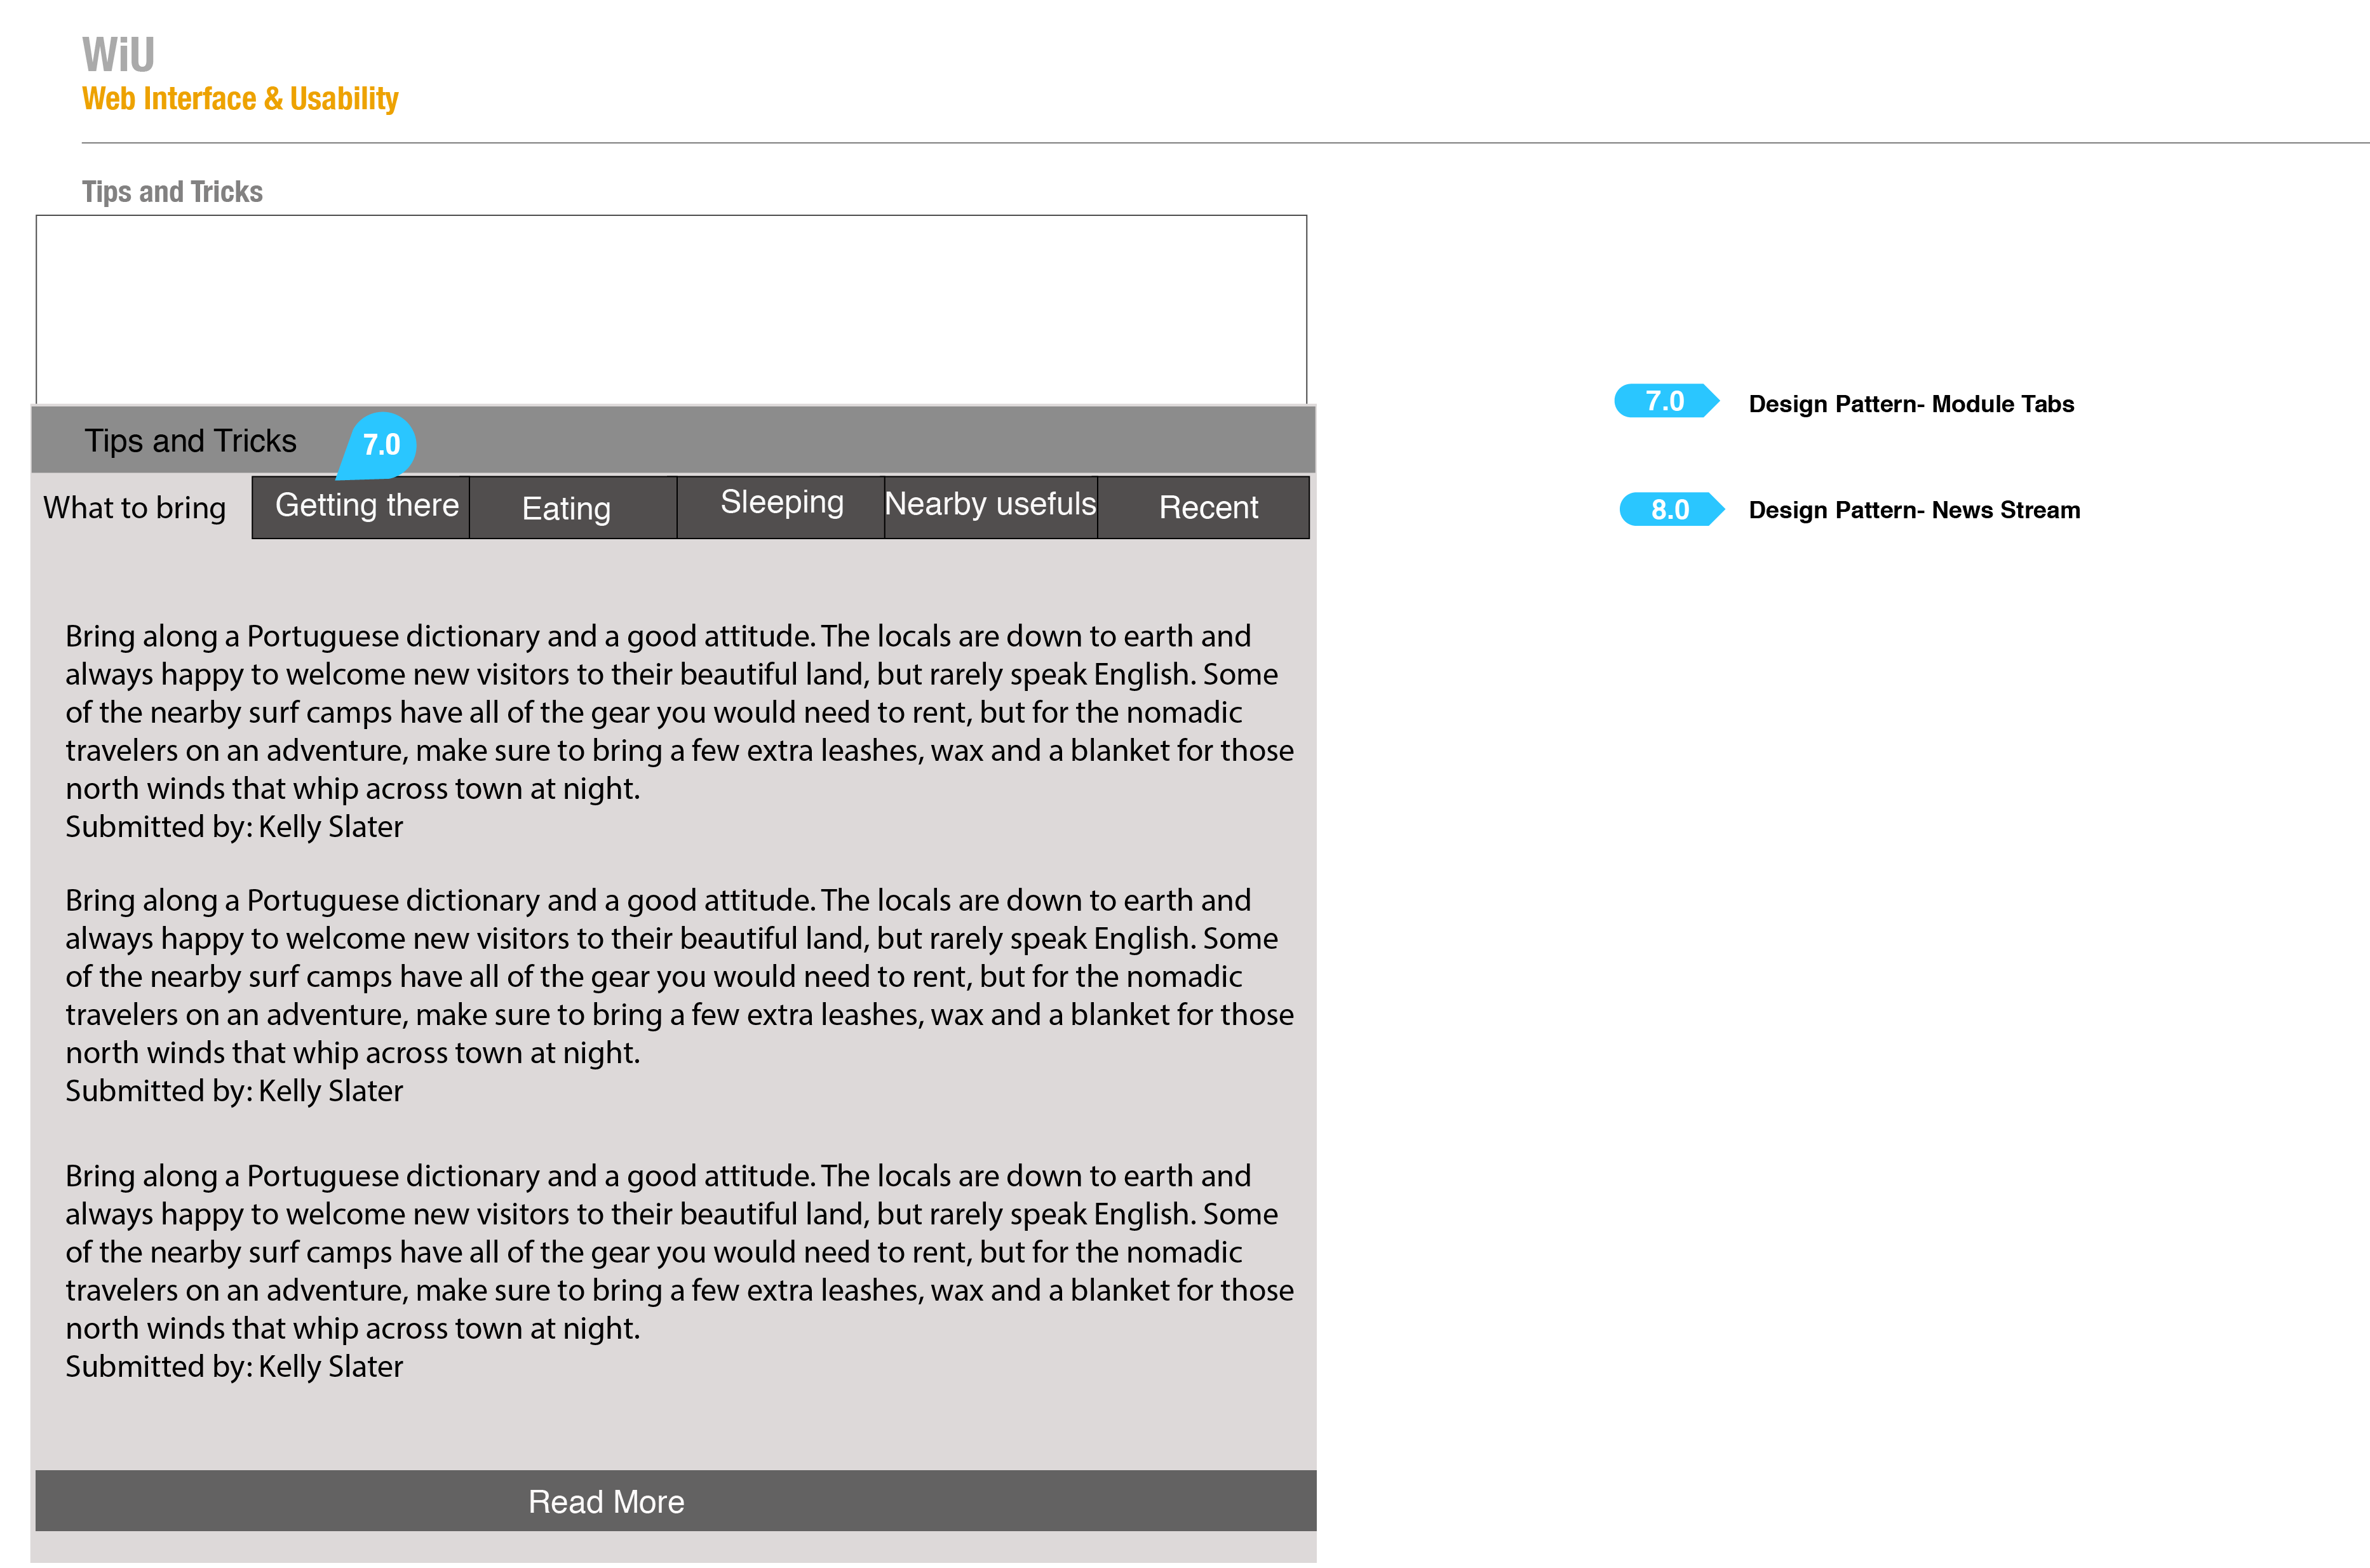 WiU
Web Interface & Usability
Tips and Tricks
Tips and Tricks
7.0
What to bring
Getting there
Eating
Sleeping
Nearby usefuls
Recent
Bring along a Portuguese dictionary and a good attitude. The locals are down to earth and
always happy to welcome new visitors to their beautiful land, but rarely speak English. Some
of the nearby surf camps have all of the gear you would need to rent, but for the nomadic
travelers on an adventure, make sure to bring a few extra leashes, wax and a blanket for those
north winds that whip across town at night.
Submitted by: Kelly Slater
Bring along a Portuguese dictionary and a good attitude. The locals are down to earth and
always happy to welcome new visitors to their beautiful land, but rarely speak English. Some
of the nearby surf camps have all of the gear you would need to rent, but for the nomadic
travelers on an adventure, make sure to bring a few extra leashes, wax and a blanket for those
north winds that whip across town at night.
Submitted by: Kelly Slater
Bring along a Portuguese dictionary and a good attitude. The locals are down to earth and
always happy to welcome new visitors to their beautiful land, but rarely speak English. Some
of the nearby surf camps have all of the gear you would need to rent, but for the nomadic
travelers on an adventure, make sure to bring a few extra leashes, wax and a blanket for those
north winds that whip across town at night.
Submitted by: Kelly Slater
Read More
7.0 Design Pattern- Module Tabs
8.0 Design Pattern- News Stream